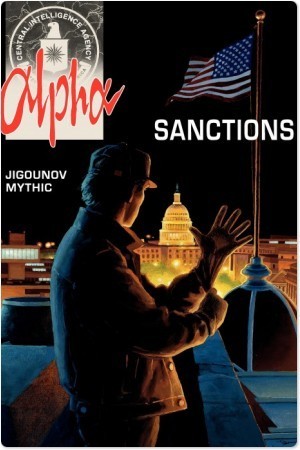 CENTRAL INTELLIGENCE AGENCY
alpha
SANCTIONS
JIGOUNOV
MYTHIC